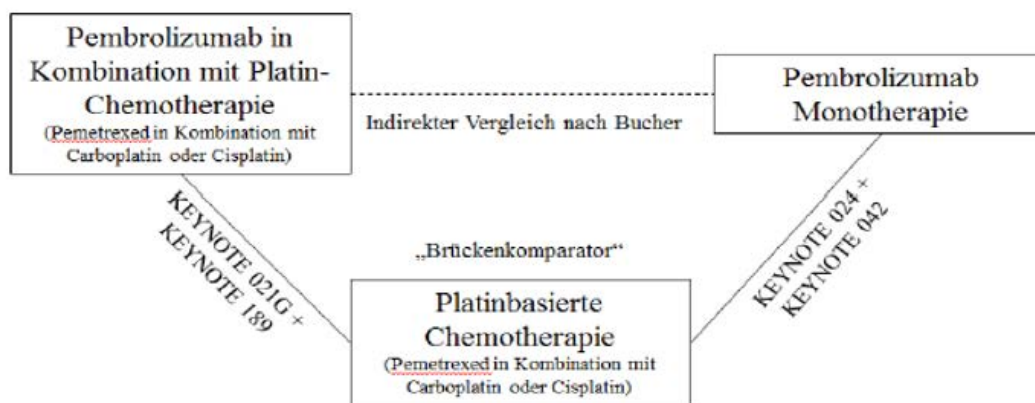 Pembrolizumab in
Kombination mit Platin-
Chemotherapie
(Pemetrexed in Kombination mit
Carboplatin oder Cisplatin)
Indirekter Vergleich nach Bucher
Pembrolizumab
Monotherapie
KEYNOTE 021G +
KEYNOTE 189
„Brückenkomparator“
KEYNOTE 024 +
KEYNOTE 042
Platinbasierte
Chemotherapie
(Pemetrexed in Kombination mit
Carboplatin oder Cisplatin)